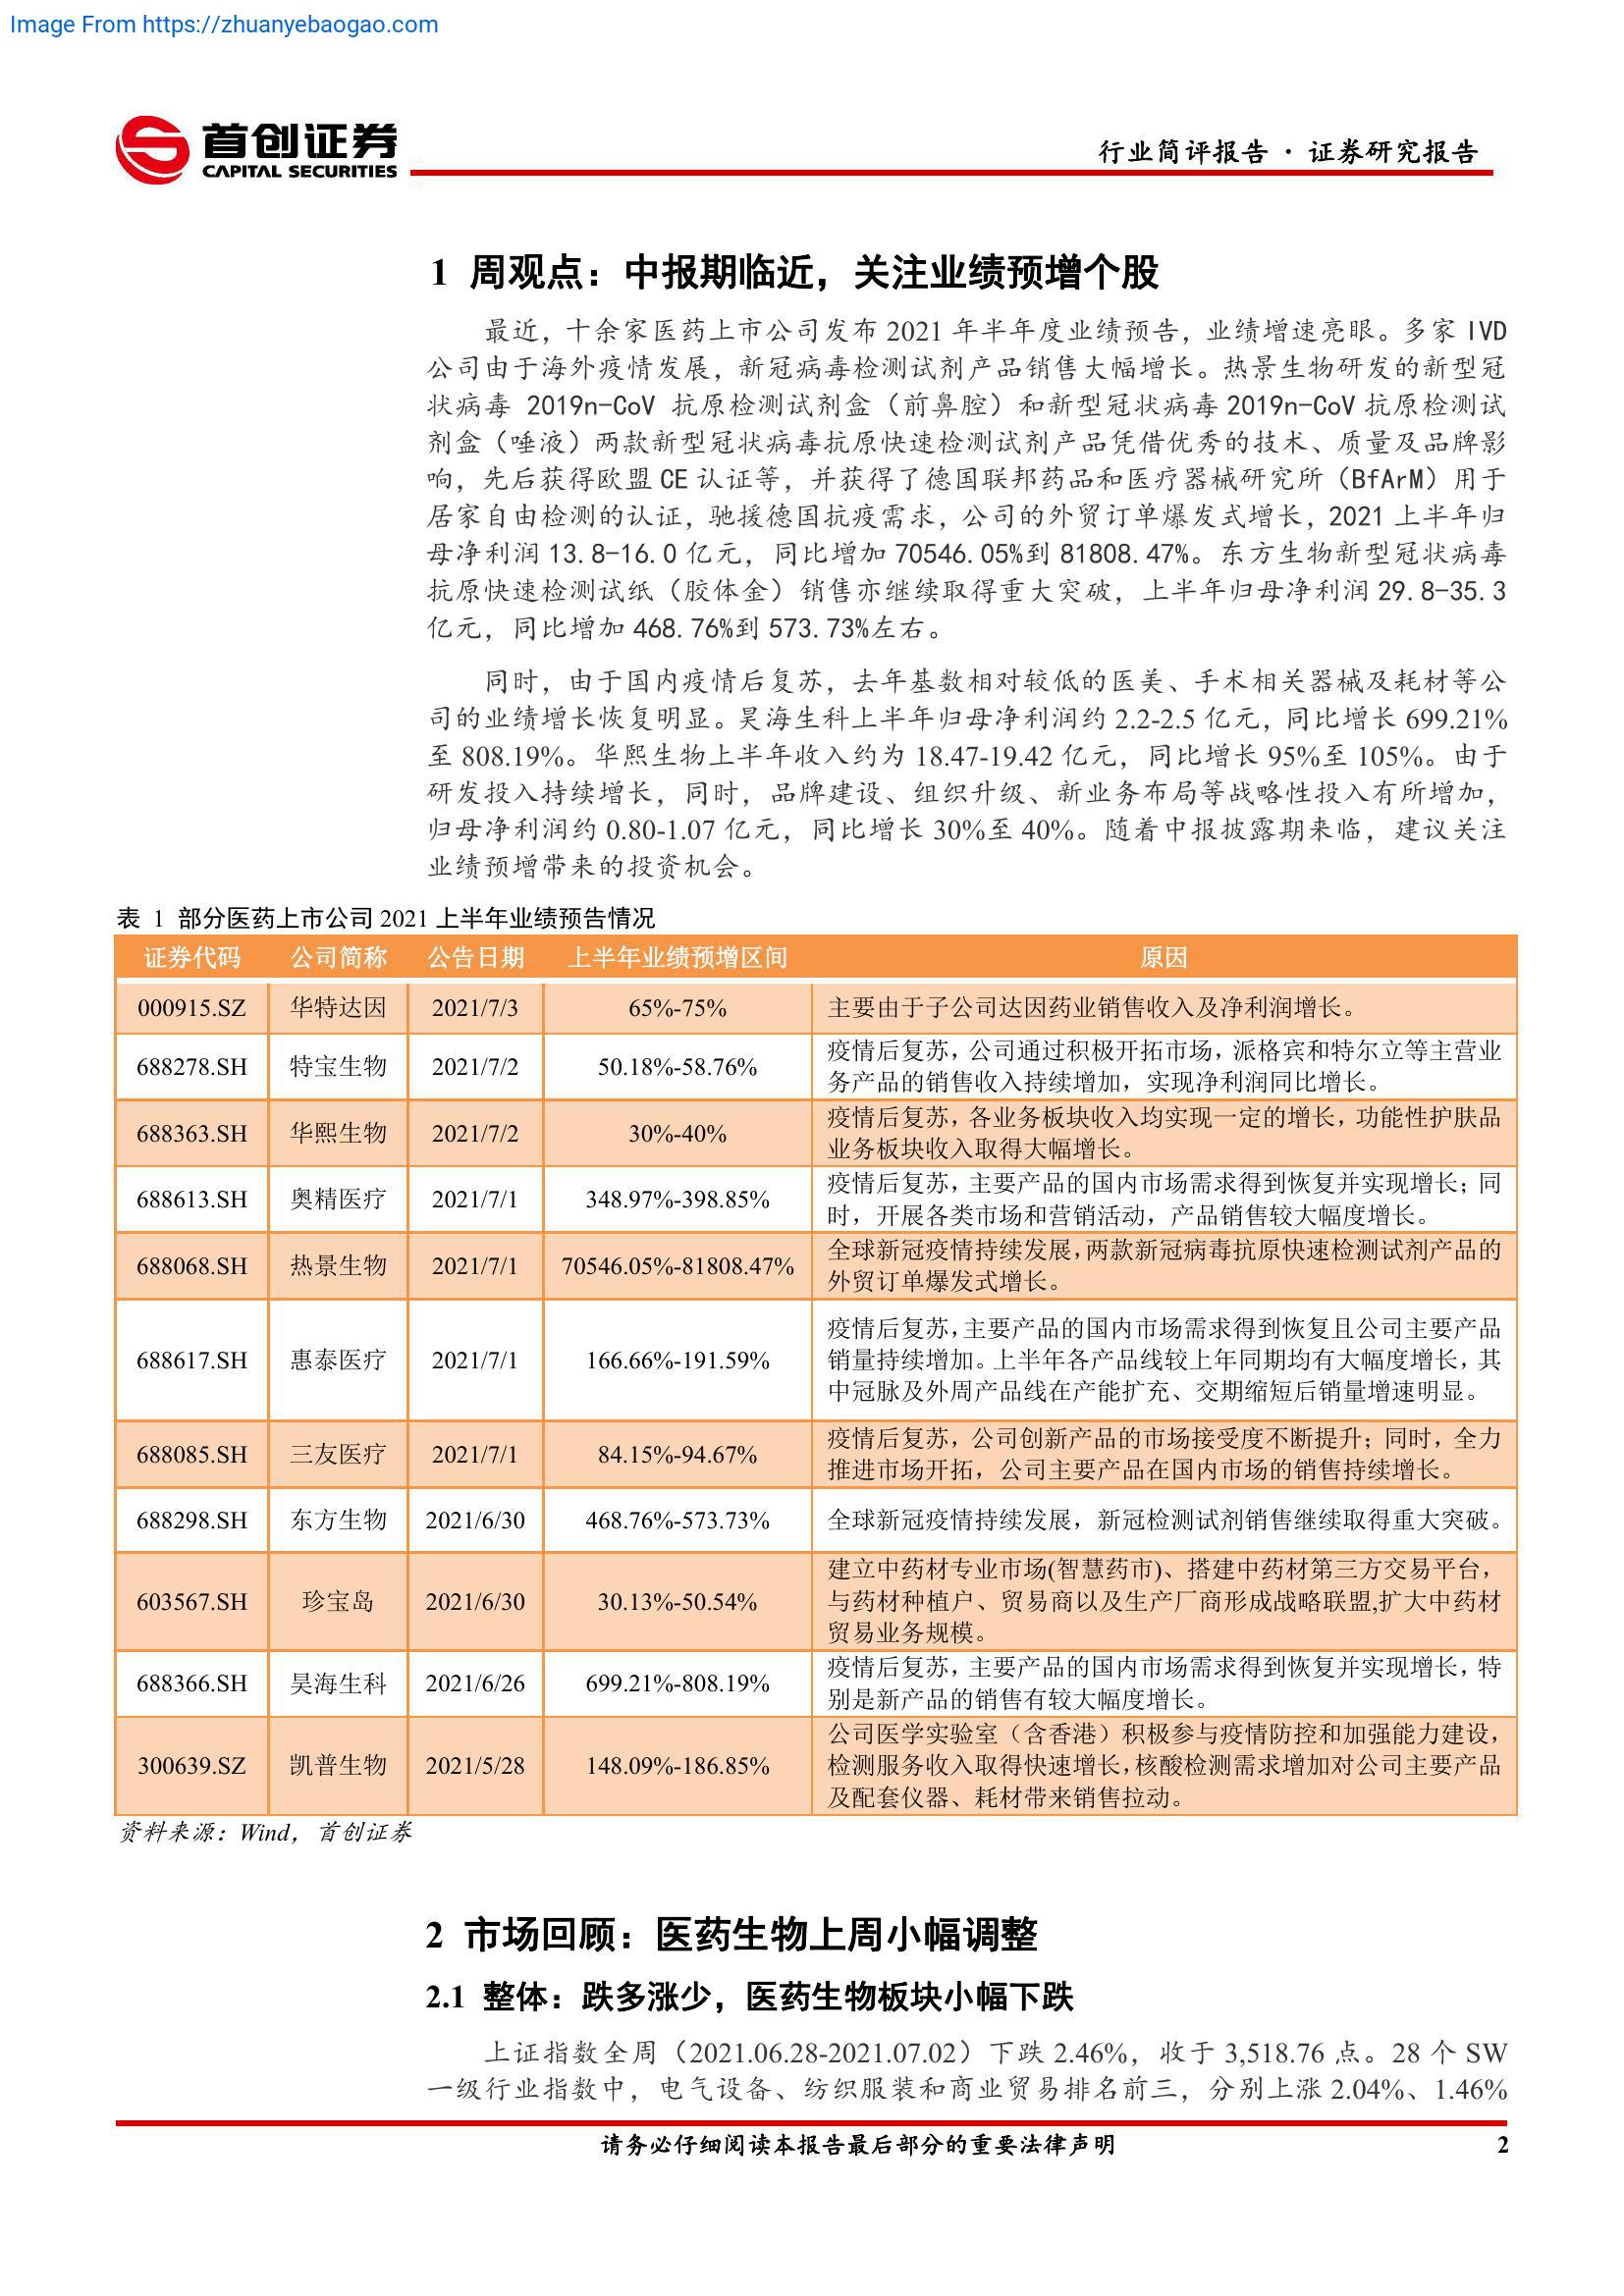 Image From https://zhuanyebaogao.com
首创证券
CAPITAL SECURITIES
行业简评报告 · 证券研究报告
1 周观点：中报期临近，关注业绩预增个股
最近，十余家医药上市公司发布 2021 年半年度业绩预告，业绩增速亮眼。多家 IVD
公司由于海外疫情发展，新冠病毒检测试剂产品销售大幅增长。热景生物研发的新型冠
状病毒 2019n-CoV 抗原检测试剂盒（前鼻腔）和新型冠状病毒 2019n-CoV 抗原检测试
剂盒（唾液）两款新型冠状病毒抗原快速检测试剂产品凭借优秀的技术、质量及品牌影
响，先后获得欧盟 CE 认证等，并获得了德国联邦药品和医疗器械研究所（BfArM）用于
居家自由检测的认证，驰援德国抗疫需求，公司的外贸订单爆发式增长，2021 上半年归
母净利润 13.8-16.0 亿元，同比增加 70546.05%到 81808.47%。东方生物新型冠状病毒
抗原快速检测试纸（胶体金）销售亦继续取得重大突破，上半年归母净利润 29.8-35.3
亿元，同比增加 468.76%到 573.73%左右。
同时，由于国内疫情后复苏，去年基数相对较低的医美、手术相关器械及耗材等公
司的业绩增长恢复明显。昊海生科上半年归母净利润约 2.2-2.5 亿元，同比增长 699.21%
至 808.19%。华熙生物上半年收入约为 18.47-19.42 亿元，同比增长 95%至 105%。由于
研发投入持续增长，同时，品牌建设、组织升级、新业务布局等战略性投入有所增加，
归母净利润约 0.80-1.07 亿元，同比增长 30%至 40%。随着中报披露期来临，建议关注
业绩预增带来的投资机会。
表 1 部分医药上市公司 2021 上半年业绩预告情况
证券代码 公司简称 公告日期 上半年业绩预增区间 原因
000915.SZ 华特达因 2021/7/3 65%-75% 主要由于子公司达因药业销售收入及净利润增长。
688278.SH 特宝生物 2021/7/2 50.18%-58.76% 疫情后复苏，公司通过积极开拓市场，派格宾和特尔立等主营业
务产品的销售收入持续增加，实现净利润同比增长。
688363.SH 华熙生物 2021/7/2 30%-40% 疫情后复苏，各业务板块收入均实现一定的增长，功能性护肤品
业务板块收入取得大幅增长。
688613.SH 奥精医疗 2021/7/1 348.97%-398.85% 疫情后复苏，主要产品的国内市场需求得到恢复并实现增长；同
时，开展各类市场和营销活动，产品销售较大幅度增长。
688068.SH 热景生物 2021/7/1 70546.05%-81808.47% 全球新冠疫情持续发展，两款新冠病毒抗原快速检测试剂产品的
外贸订单爆发式增长。
688617.SH 惠泰医疗 2021/7/1 166.66%-191.59% 疫情后复苏，主要产品的国内市场需求得到恢复且公司主要产品
销量持续增加。上半年各产品线较上年同期均有大幅度增长，其
中冠脉及外周产品线在产能扩充、交期缩短后销量增速明显。
688085.SH 三友医疗 2021/7/1 84.15%-94.67% 疫情后复苏，公司创新产品的市场接受度不断提升；同时，全力
推进市场开拓，公司主要产品在国内市场的销售持续增长。
688298.SH 东方生物 2021/6/30 468.76%-573.73% 全球新冠疫情持续发展，新冠检测试剂销售继续取得重大突破。
603567.SH 珍宝岛 2021/6/30 30.13%-50.54% 建立中药材专业市场(智慧药市)、搭建中药材第三方交易平台，
与药材种植户、贸易商以及生产厂商形成战略联盟,扩大中药材
贸易业务规模。
688366.SH 昊海生科 2021/6/26 699.21%-808.19% 疫情后复苏，主要产品的国内市场需求得到恢复并实现增长，特
别是新产品的销售有较大幅度增长。
300639.SZ 凯普生物 2021/5/28 148.09%-186.85% 公司医学实验室（含香港）积极参与疫情防控和加强能力建设，
检测服务收入取得快速增长，核酸检测需求增加对公司主要产品
及配套仪器、耗材带来销售拉动。
资料来源：Wind，首创证券
2 市场回顾：医药生物上周小幅调整
2.1 整体：跌多涨少，医药生物板块小幅下跌
上证指数全周（2021.06.28-2021.07.02）下跌 2.46%，收于 3,518.76 点。28 个 SW
一级行业指数中，电气设备、纺织服装和商业贸易排名前三，分别上涨 2.04%、1.46%
请务必仔细阅读本报告最后部分的重要法律声明 2